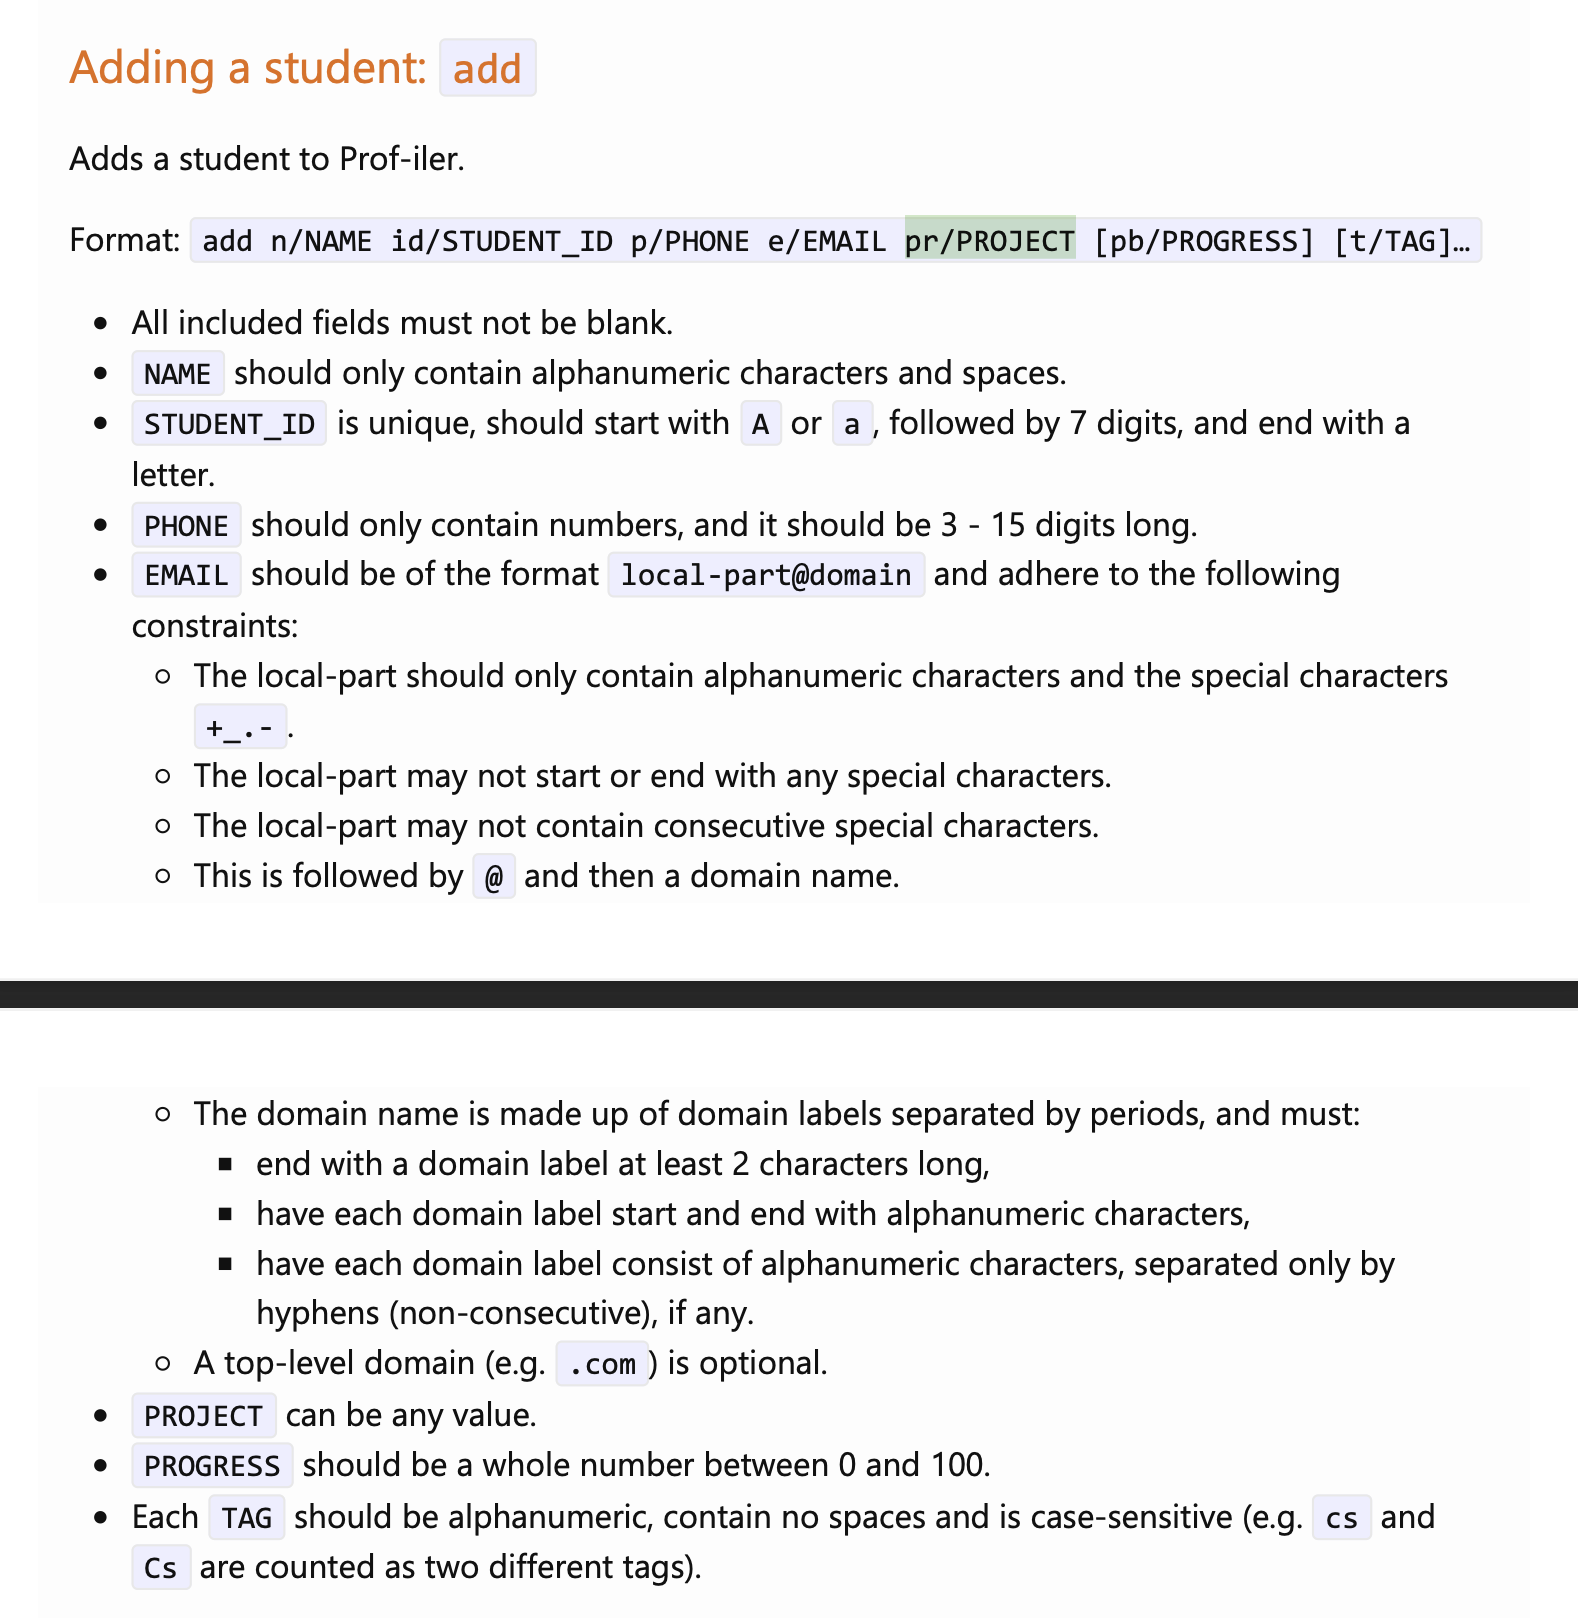 Adding a student: add
Adds a student to Prof-iler.
Format: add n/NAME id/STUDENT_ID p/PHONE e/EMAIL pr/PROJECT [pb/PROGRESS] [t/TAG]…
• All included fields must not be blank.
• NAME should only contain alphanumeric characters and spaces.
• STUDENT_ID is unique, should start with A or a, followed by 7 digits, and end with a
letter.
• PHONE should only contain numbers, and it should be 3 - 15 digits long.
• EMAIL should be of the format local-part@domain and adhere to the following
constraints:
◦ The local-part should only contain alphanumeric characters and the special characters
+_.-.
◦ The local-part may not start or end with any special characters.
◦ The local-part may not contain consecutive special characters.
◦ This is followed by @ and then a domain name.
◦ The domain name is made up of domain labels separated by periods, and must:
▪ end with a domain label at least 2 characters long,
▪ have each domain label start and end with alphanumeric characters,
▪ have each domain label consist of alphanumeric characters, separated only by
hyphens (non-consecutive), if any.
◦ A top-level domain (e.g. .com) is optional.
• PROJECT can be any value.
• PROGRESS should be a whole number between 0 and 100.
• Each TAG should be alphanumeric, contain no spaces and is case-sensitive (e.g. cs and
Cs are counted as two different tags).